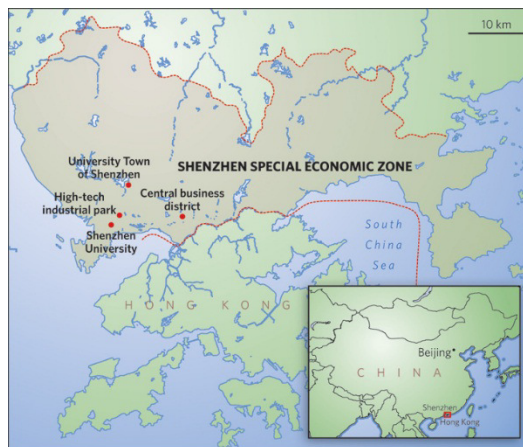 10 km
University Town
of Shenzhen
SHENZHEN SPECIAL ECONOMIC ZONE
High-tech
industrial park
Central business
district
Shenzhen
University
South
China
Sea
HONG KONG
Beijing
CHINA
Shenzhen
Hong Kong